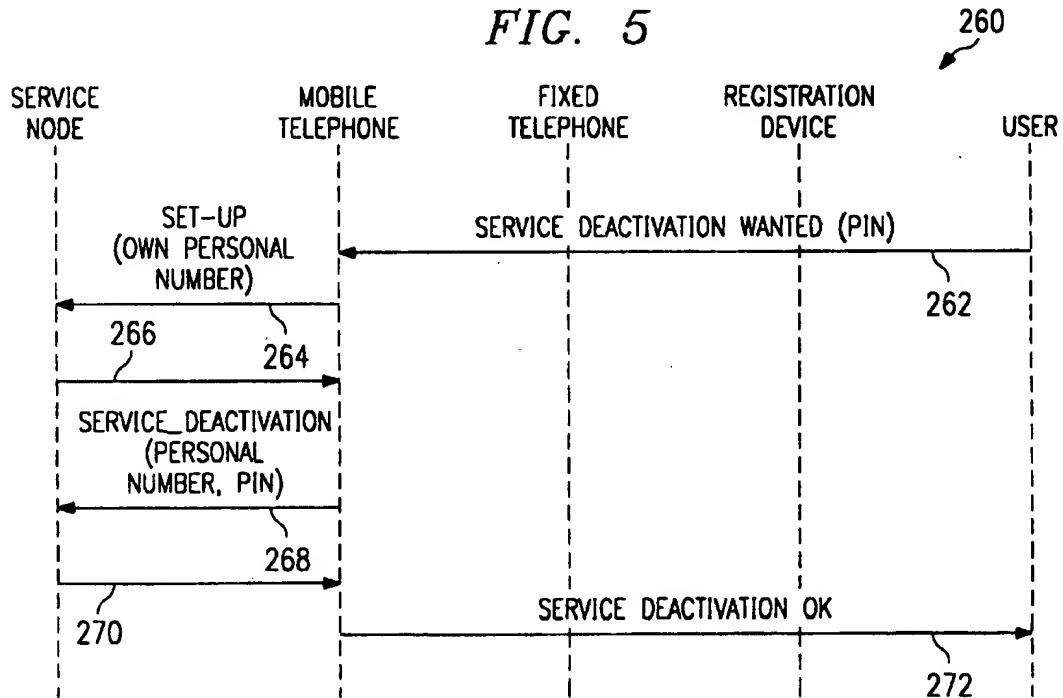 FIG. 5
260
SERVICE
NODE
MOBILE
TELEPHONE
FIXED
TELEPHONE
REGISTRATION
DEVICE
USER
SET-UP
(OWN PERSONAL
NUMBER)
SERVICE DEACTIVATION WANTED (PIN)
262
264
266
SERVICE_DEACTIVATION
(PERSONAL
NUMBER, PIN)
268
270
SERVICE DEACTIVATION OK
272